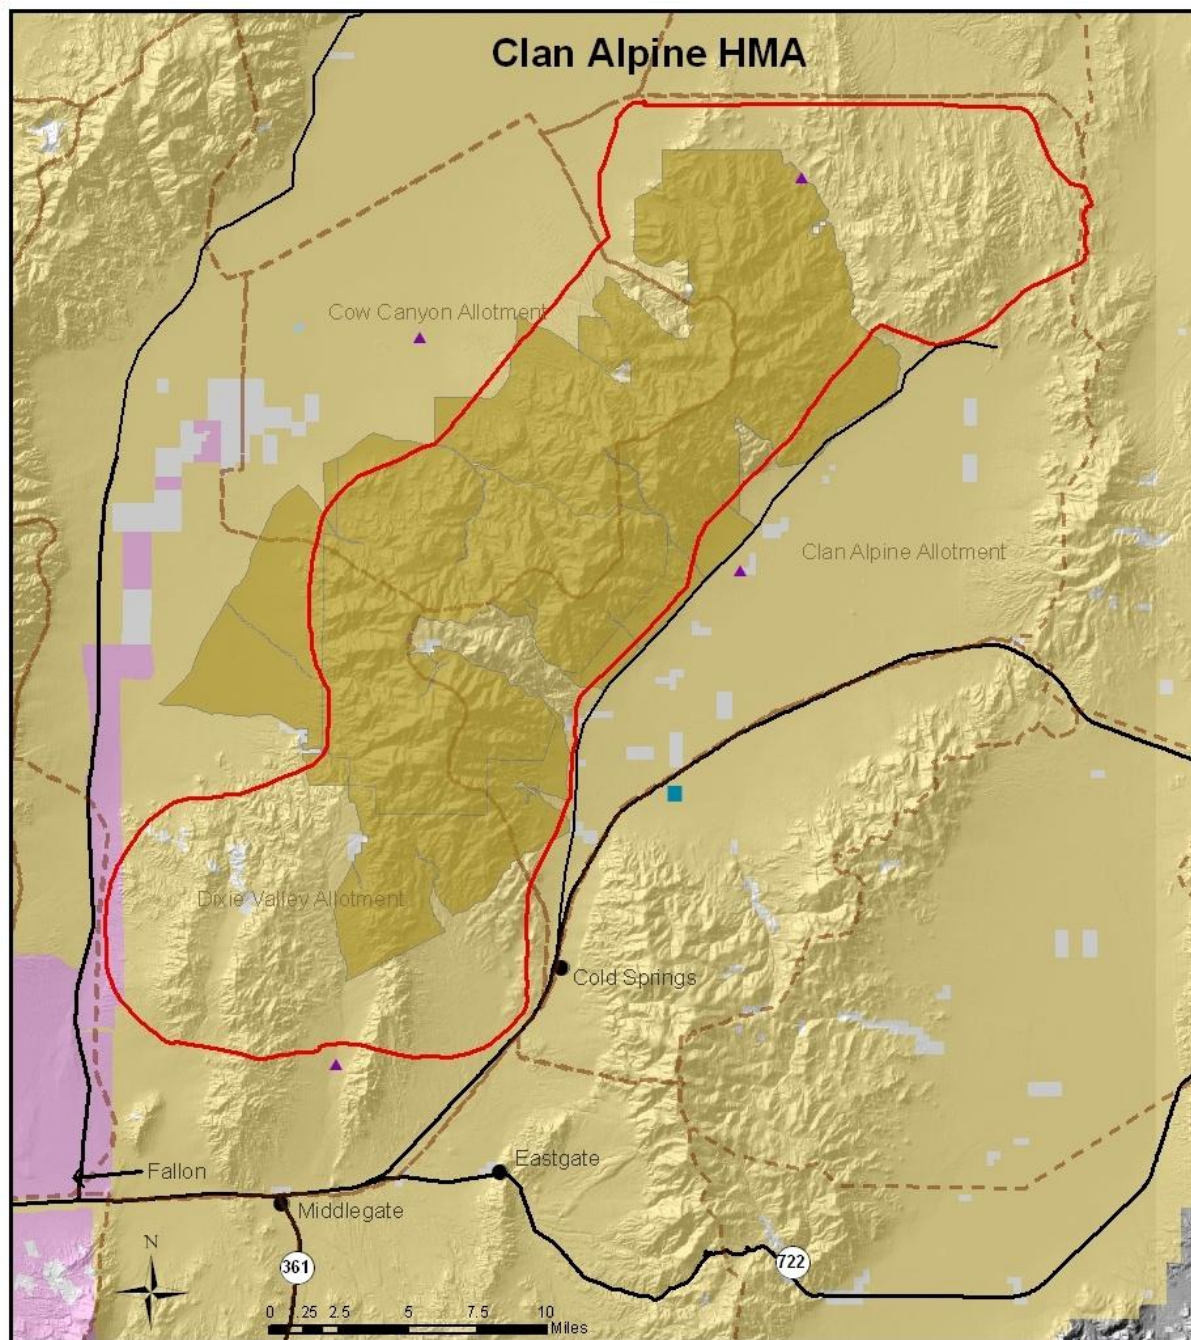 Clan Alpine HMA
Cow Canyon Allotment
Clan Alpine Allotment
Dixie Valley Allotment
Cold Springs
Eastgate
Fallon
Middlegate
N
361
722
0 1.25 2.5 5 7.5 10
Miles